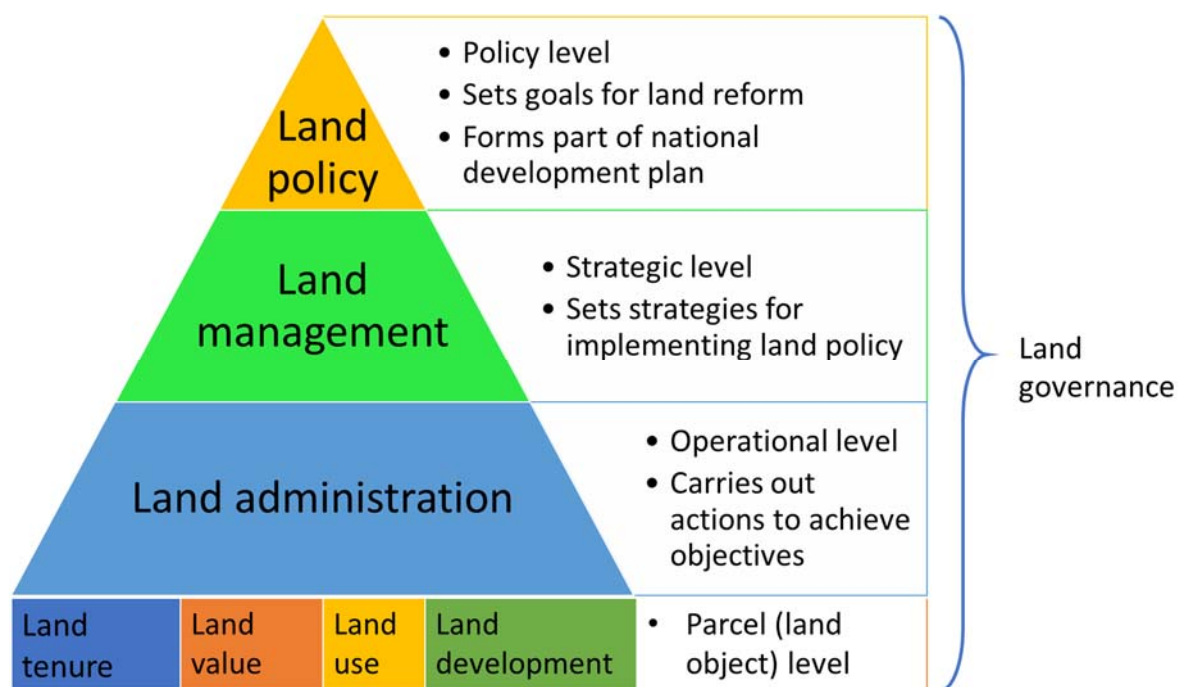 Land
policy
• Policy level
• Sets goals for land reform
• Forms part of national
development plan
Land
management
• Strategic level
• Sets strategies for
implementing land policy
Land administration
• Operational level
• Carries out
actions to achieve
objectives
Land
tenure
Land
value
Land
use
Land
development
• Parcel (land
object) level
Land
governance